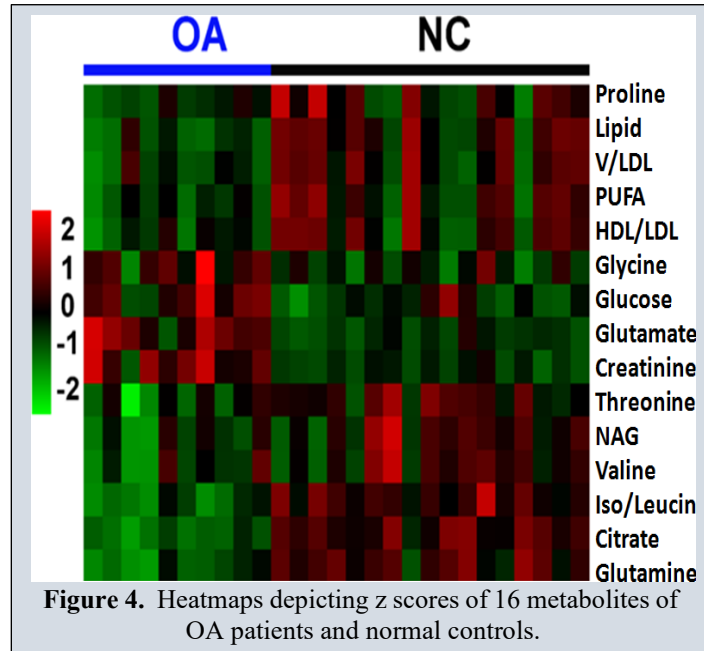 OA NC
Proline
Lipid
V/LDL
PUFA
HDL/LDL
Glycine
Glucose
Glutamate
Creatinine
Threonine
NAG
Valine
Iso/Leucin
Citrate
Glutamine
2
1
0
-1
-2
Figure 4. Heatmaps depicting z scores of 16 metabolites of
OA patients and normal controls.